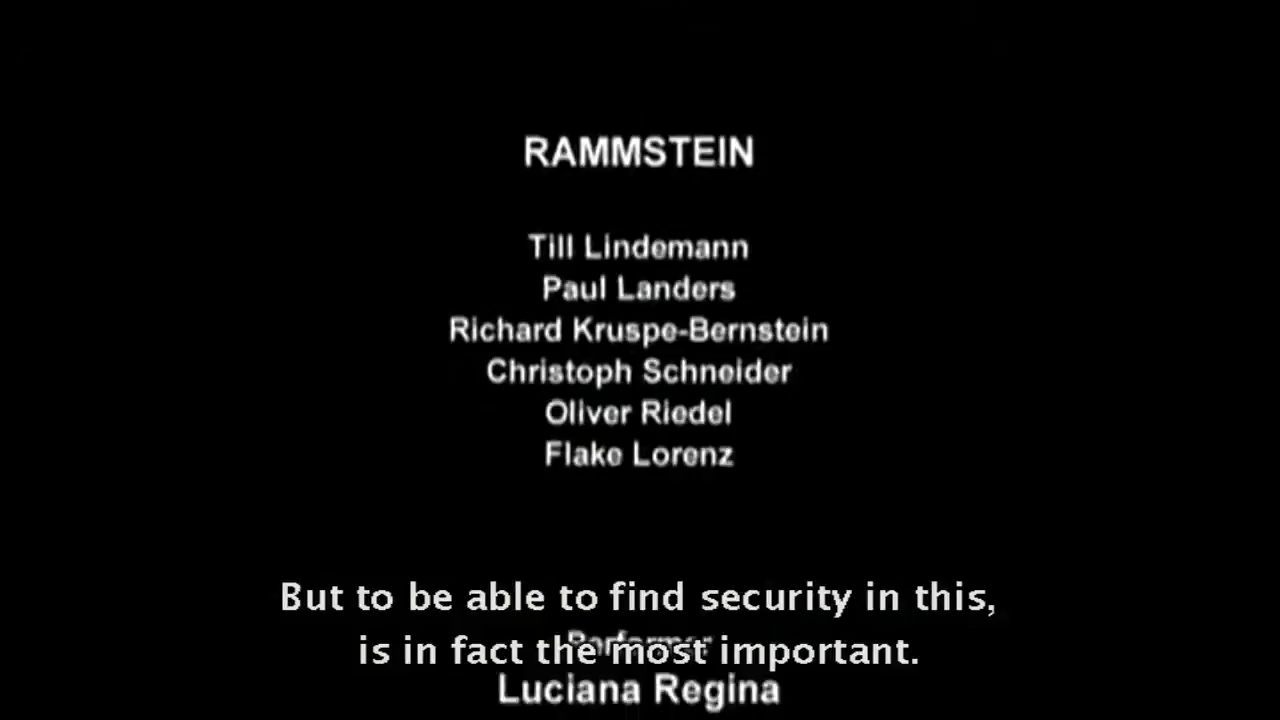 RAMMSTEIN
Till Lindemann
Paul Landers
Richard Kruspe-Bernstein
Christoph Schneider
Oliver Riedel
Flake Lorenz
But to be able to find security in this,
Performer
is in fact the most important.
Luciana Regina